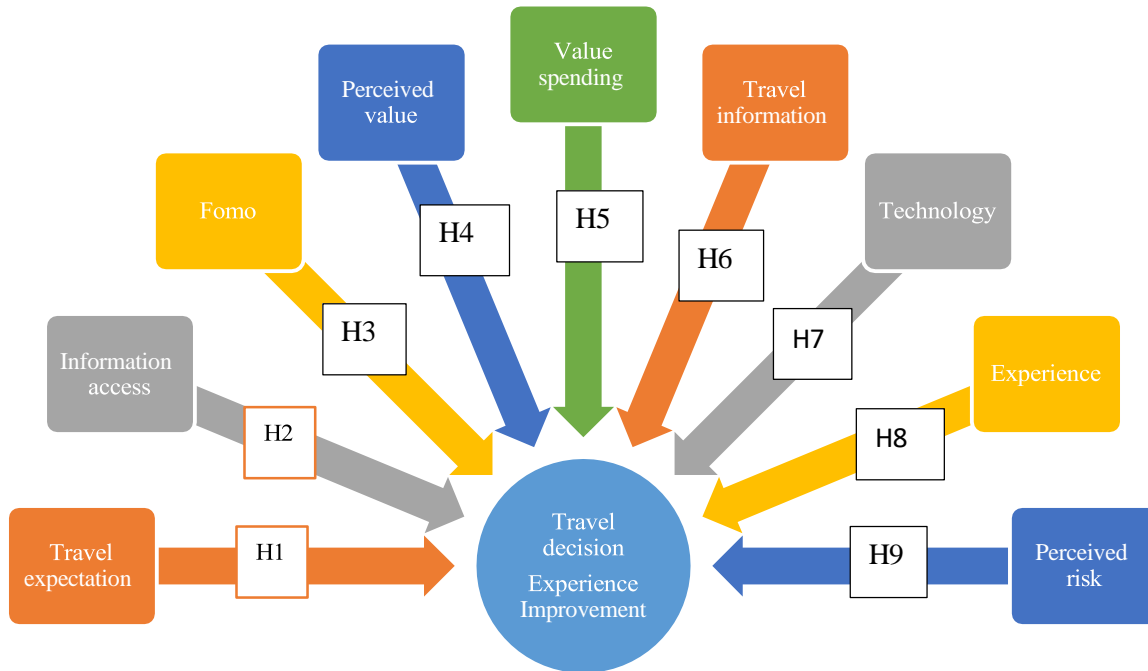 Value
spending
Perceived
value
Travel
information
Fomo
Technology
H5
H4
H6
H3
H7
Information
access
Experience
H2
H8
Travel
decision
Experience
Improvement
Travel
expectation
H1
H9
Perceived
risk